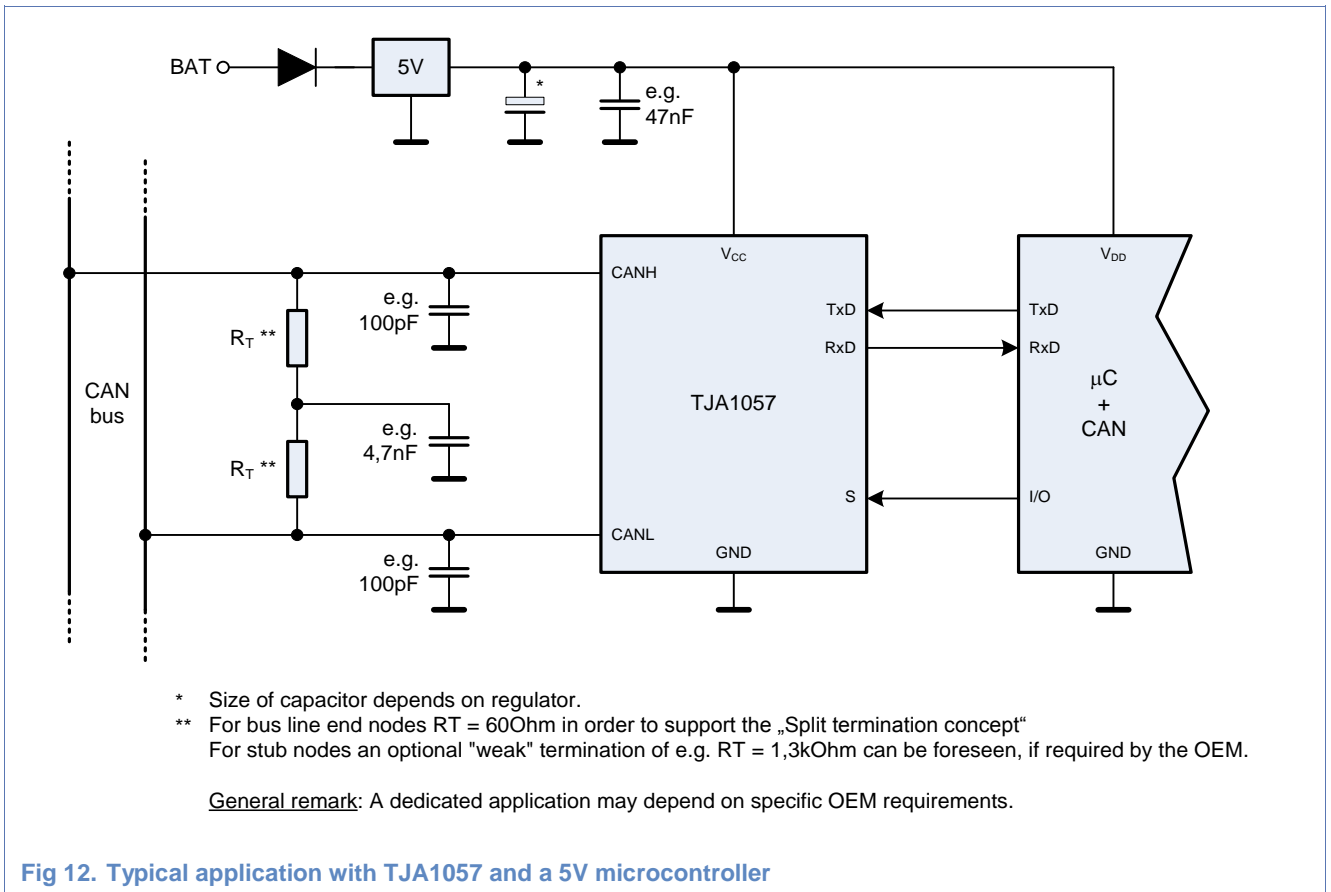 BAT
5V
*
e.g.
47nF
V_CC
V_DD
CANH
TxD
TxD
e.g.
100pF
R_T **
RxD
RxD
CAN
bus
TJA1057
μC
+
CAN
e.g.
4,7nF
R_T **
S
I/O
CANL
GND
GND
e.g.
100pF
* Size of capacitor depends on regulator.
** For bus line end nodes RT = 60Ohm in order to support the „Split termination concept“
For stub nodes an optional "weak" termination of e.g. RT = 1,3kOhm can be foreseen, if required by the OEM.
General remark: A dedicated application may depend on specific OEM requirements.
Fig 12. Typical application with TJA1057 and a 5V microcontroller